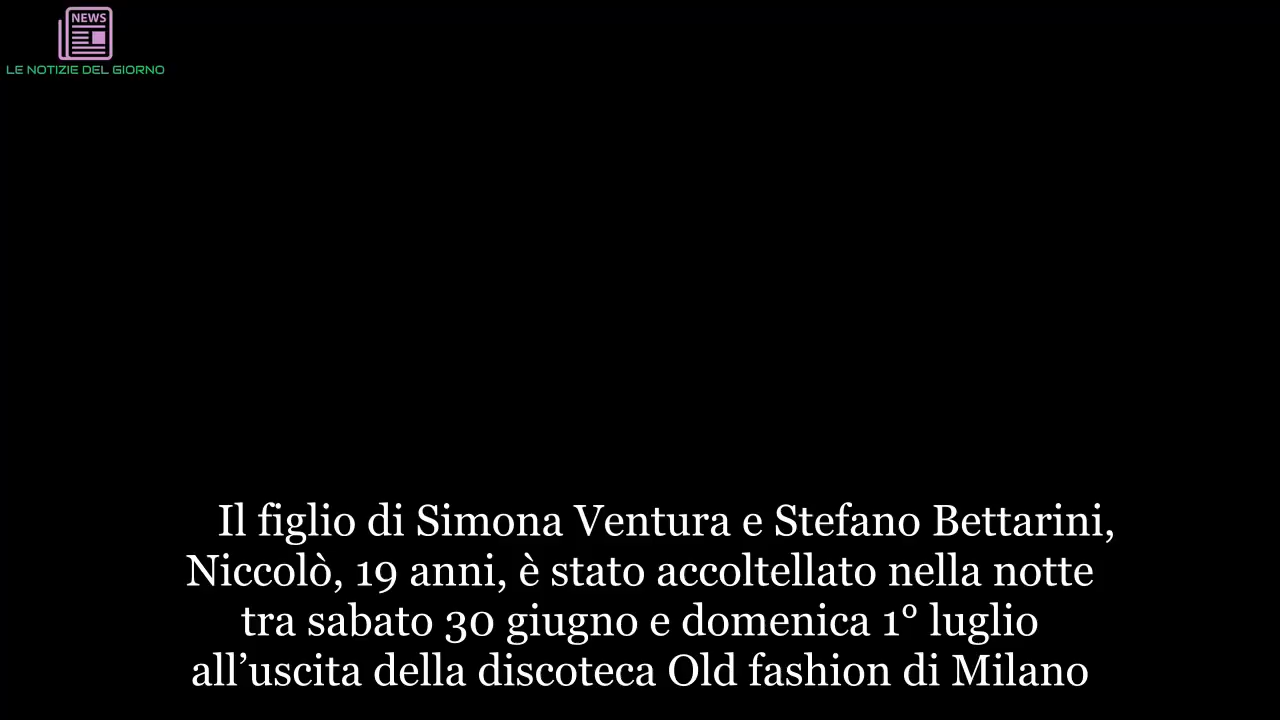 NEWS
LE NOTIZIE DEL GIORNO
Il figlio di Simona Ventura e Stefano Bettarini,
Niccolò, 19 anni, è stato accoltellato nella notte
tra sabato 30 giugno e domenica 1° luglio
all’uscita della discoteca Old fashion di Milano